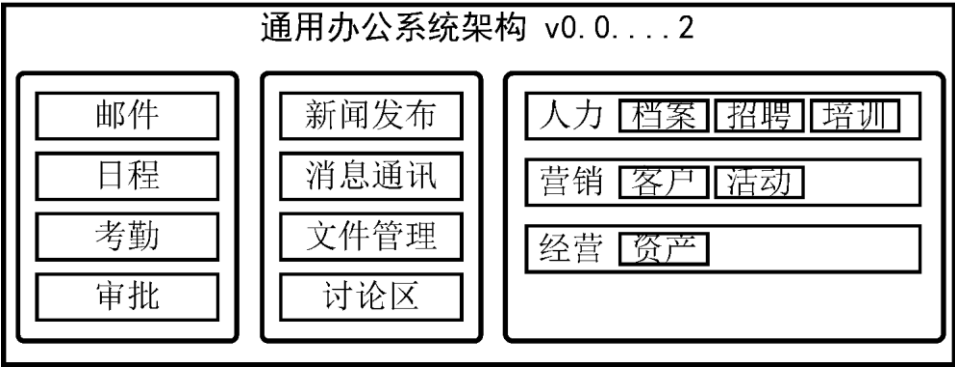 通用办公系统架构 v0.0....2
邮件
日程
考勤
审批
新闻发布
消息通讯
文件管理
讨论区
人力 档案 招聘 培训
营销 客户 活动
经营 资产